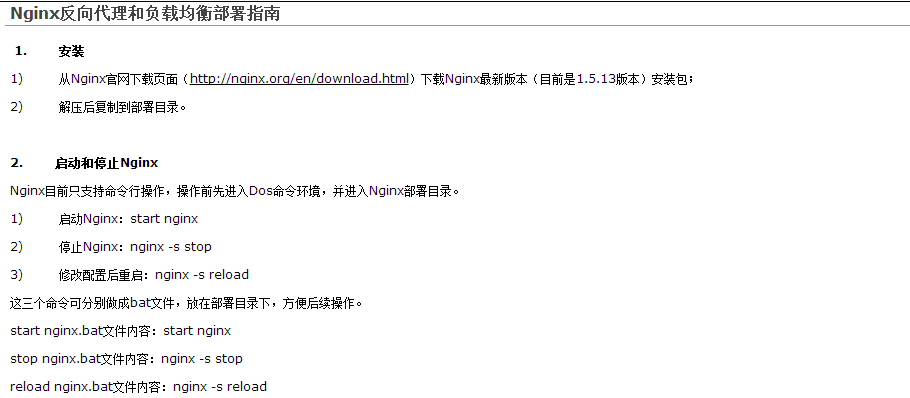 Nginx反向代理和负载均衡部署指南
1. 安装
1) 从Nginx官网下载页面（http://nginx.org/en/download.html）下载Nginx最新版本（目前是1.5.13版本）安装包；
2) 解压后复制到部署目录。
2. 启动和停止Nginx
Nginx目前只支持命令行操作，操作前先进入Dos命令环境，并进入Nginx部署目录。
1) 启动Nginx：start nginx
2) 停止Nginx：nginx -s stop
3) 修改配置后重启：nginx -s reload
这三个命令可分别做成bat文件，放在部署目录下，方便后续操作。
start nginx.bat文件内容：start nginx
stop nginx.bat文件内容：nginx -s stop
reload nginx.bat文件内容：nginx -s reload